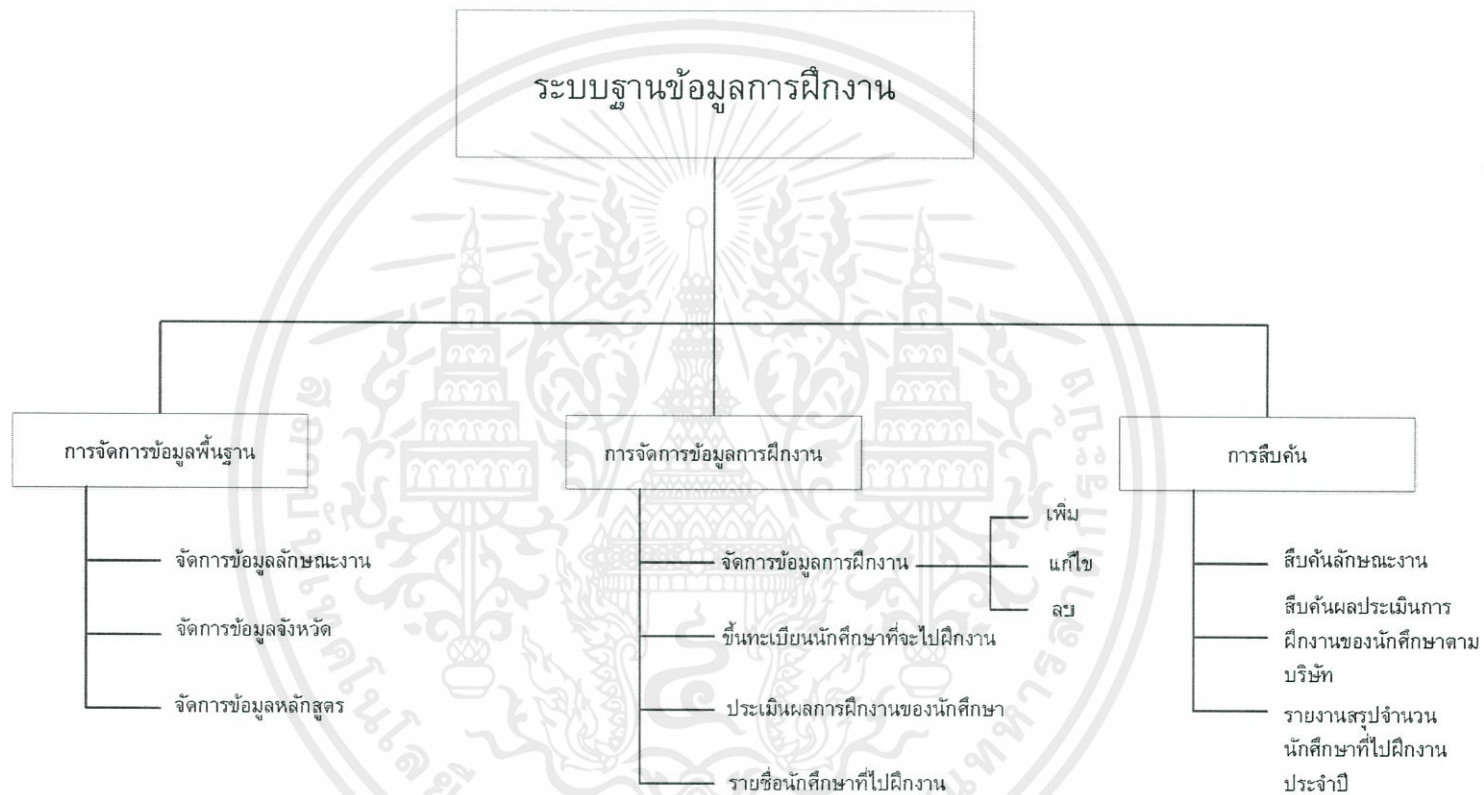 ระบบฐานข้อมูลการฝึกงาน
การจัดการข้อมูลพื้นฐาน
จัดการข้อมูลลักษณะงาน
จัดการข้อมูลจังหวัด
จัดการข้อมูลหลักสูตร
การจัดการข้อมูลการฝึกงาน
จัดการข้อมูลการฝึกงาน
เพิ่ม
แก้ไข
ลบ
ขึ้นทะเบียนนักศึกษาที่จะไปฝึกงาน
ประเมินผลการฝึกงานของนักศึกษา
รายชื่อนักศึกษาที่ไปฝึกงาน
การสืบค้น
สืบค้นลักษณะงาน
สืบค้นผลประเมินการ
ฝึกงานของนักศึกษาตาม
บริษัท
รายงานสรุปจำนวน
นักศึกษาที่ไปฝึกงาน
ประจำปี